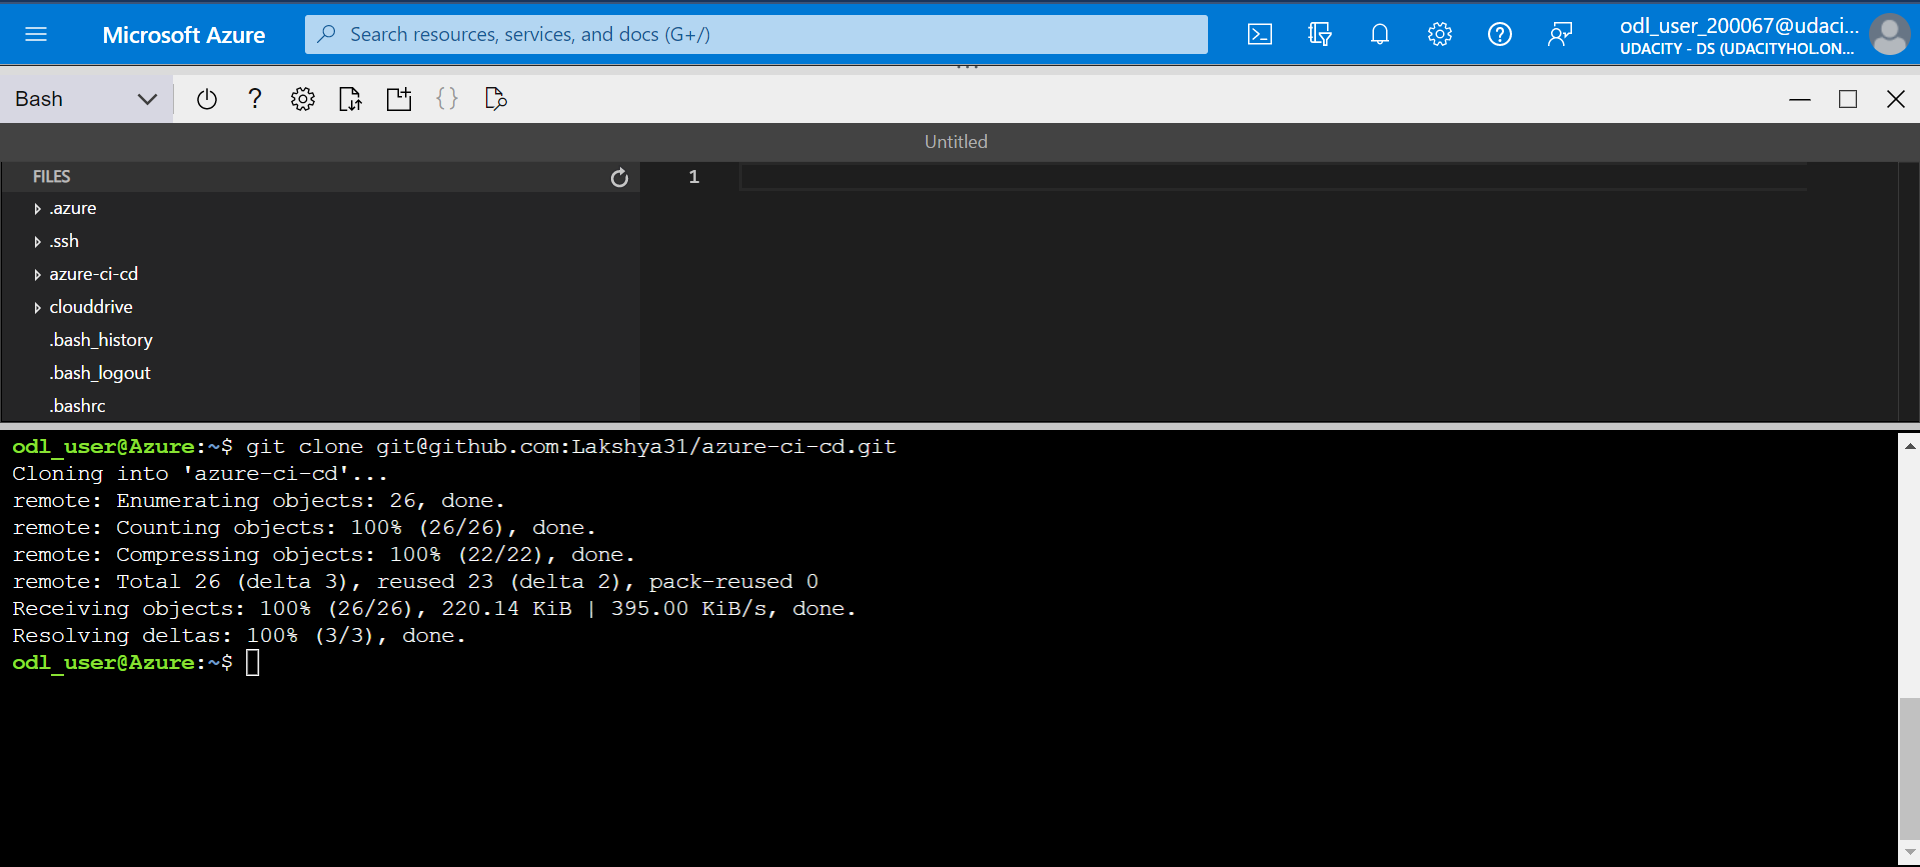 Microsoft Azure
Search resources, services, and docs (G+/)
odl_user_200067@udaci...
UDACITY - DS (UDACITYHOL.ON...
Bash
Untitled
FILES
1
.azure
.ssh
azure-ci-cd
clouddrive
.bash_history
.bash_logout
.bashrc
odl_user@Azure:~$ git clone git@github.com:Lakshya31/azure-ci-cd.git
Cloning into 'azure-ci-cd'...
remote: Enumerating objects: 26, done.
remote: Counting objects: 100% (26/26), done.
remote: Compressing objects: 100% (22/22), done.
remote: Total 26 (delta 3), reused 23 (delta 2), pack-reused 0
Receiving objects: 100% (26/26), 220.14 KiB | 395.00 KiB/s, done.
Resolving deltas: 100% (3/3), done.
odl_user@Azure:~$